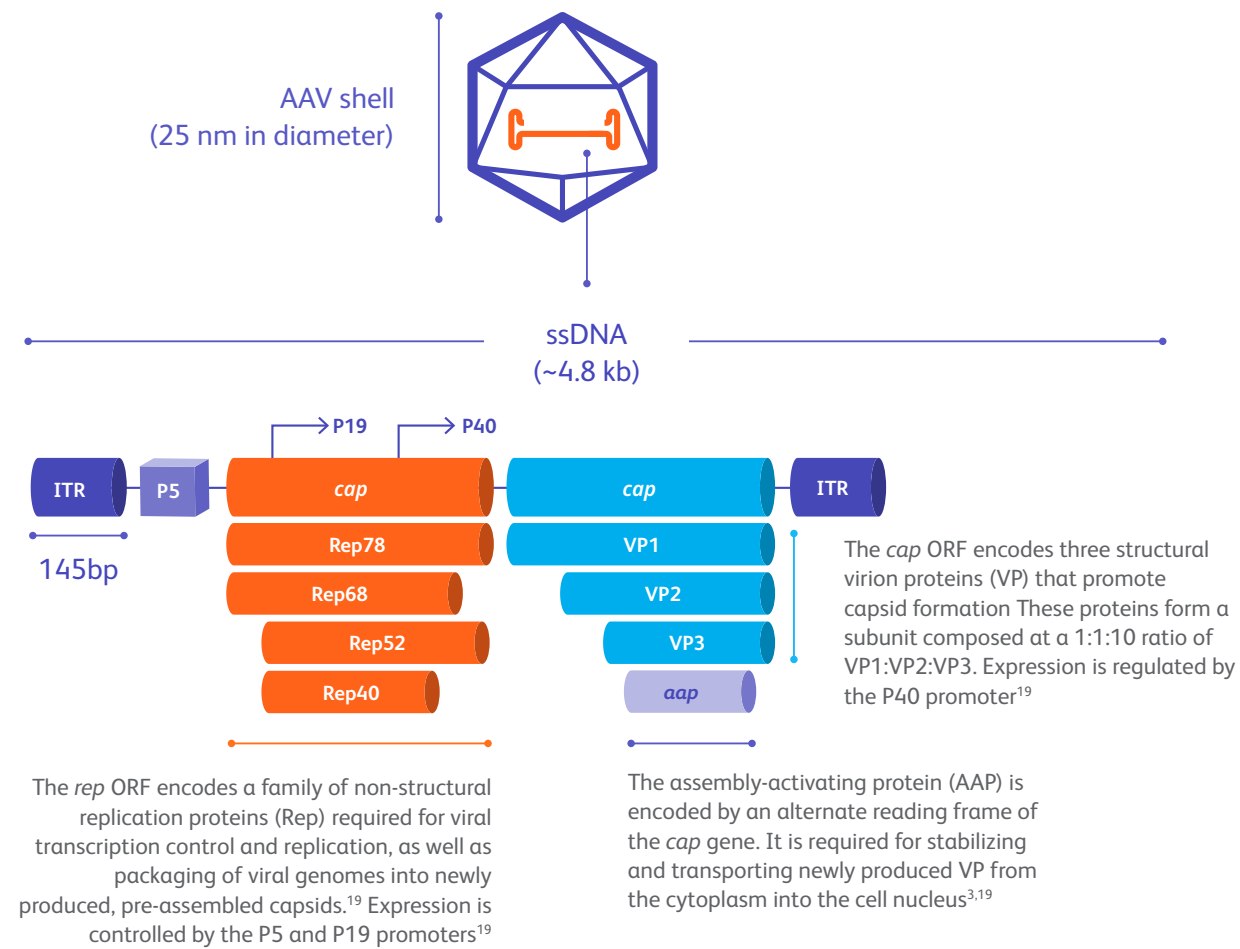 AAV shell
(25 nm in diameter)
ssDNA
(~4.8 kb)
P19
P40
ITR
P5
cap
cap
ITR
145bp
Rep78
Rep68
Rep52
Rep40
VP1
VP2
VP3
aap
The cap ORF encodes three structural
virion proteins (VP) that promote
capsid formation These proteins form a
subunit composed at a 1:1:10 ratio of
VP1:VP2:VP3. Expression is regulated by
the P40 promoter¹⁹
The rep ORF encodes a family of non-structural
replication proteins (Rep) required for viral
transcription control and replication, as well as
packaging of viral genomes into newly
produced, pre-assembled capsids.¹⁹ Expression is
controlled by the P5 and P19 promoters¹⁹
The assembly-activating protein (AAP) is
encoded by an alternate reading frame of
the cap gene. It is required for stabilizing
and transporting newly produced VP from
the cytoplasm into the cell nucleus³,¹⁹